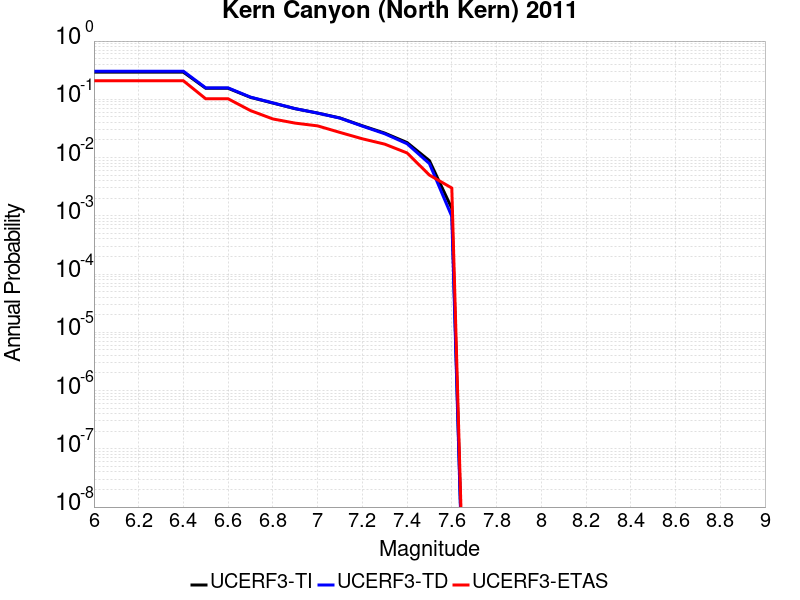 Kern Canyon (North Kern) 2011
10^0
10^-1
10^-2
10^-3
10^-4
10^-5
10^-6
10^-7
10^-8
Annual Probability
6 6.2 6.4 6.6 6.8 7 7.2 7.4 7.6 7.8 8 8.2 8.4 8.6 8.8 9
Magnitude
UCERF3-TI UCERF3-TD UCERF3-ETAS